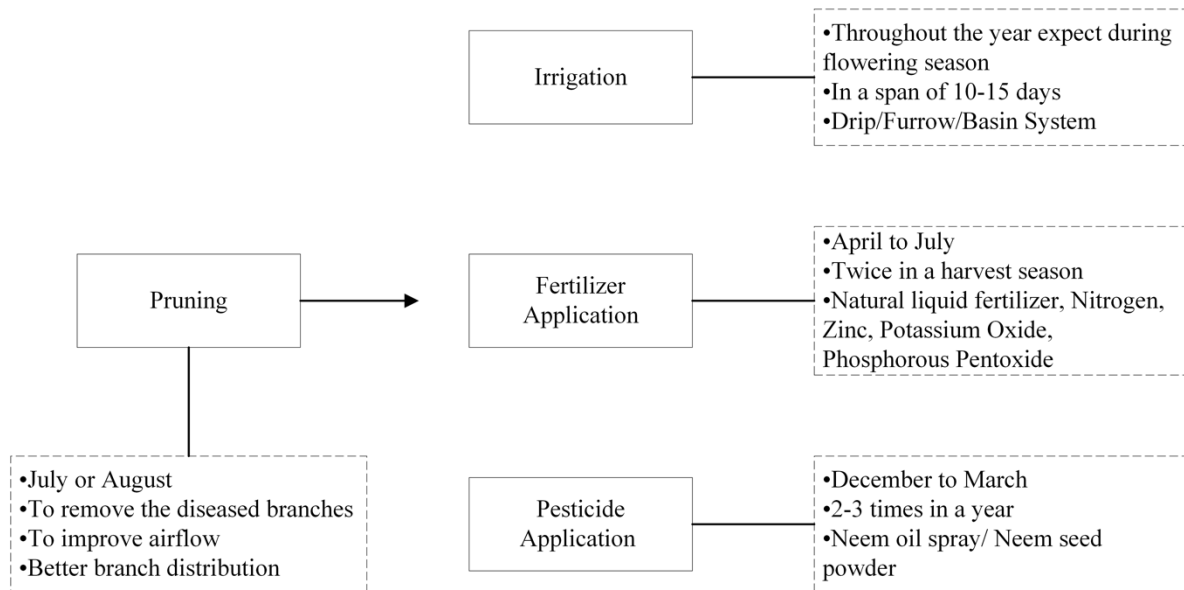 Irrigation
•Throughout the year expect during
flowering season
•In a span of 10-15 days
•Drip/Furrow/Basin System
Pruning
Fertilizer
Application
•April to July
•Twice in a harvest season
•Natural liquid fertilizer, Nitrogen,
Zinc, Potassium Oxide,
Phosphorous Pentoxide
•July or August
•To remove the diseased branches
•To improve airflow
•Better branch distribution
Pesticide
Application
•December to March
•2-3 times in a year
•Neem oil spray/ Neem seed
powder